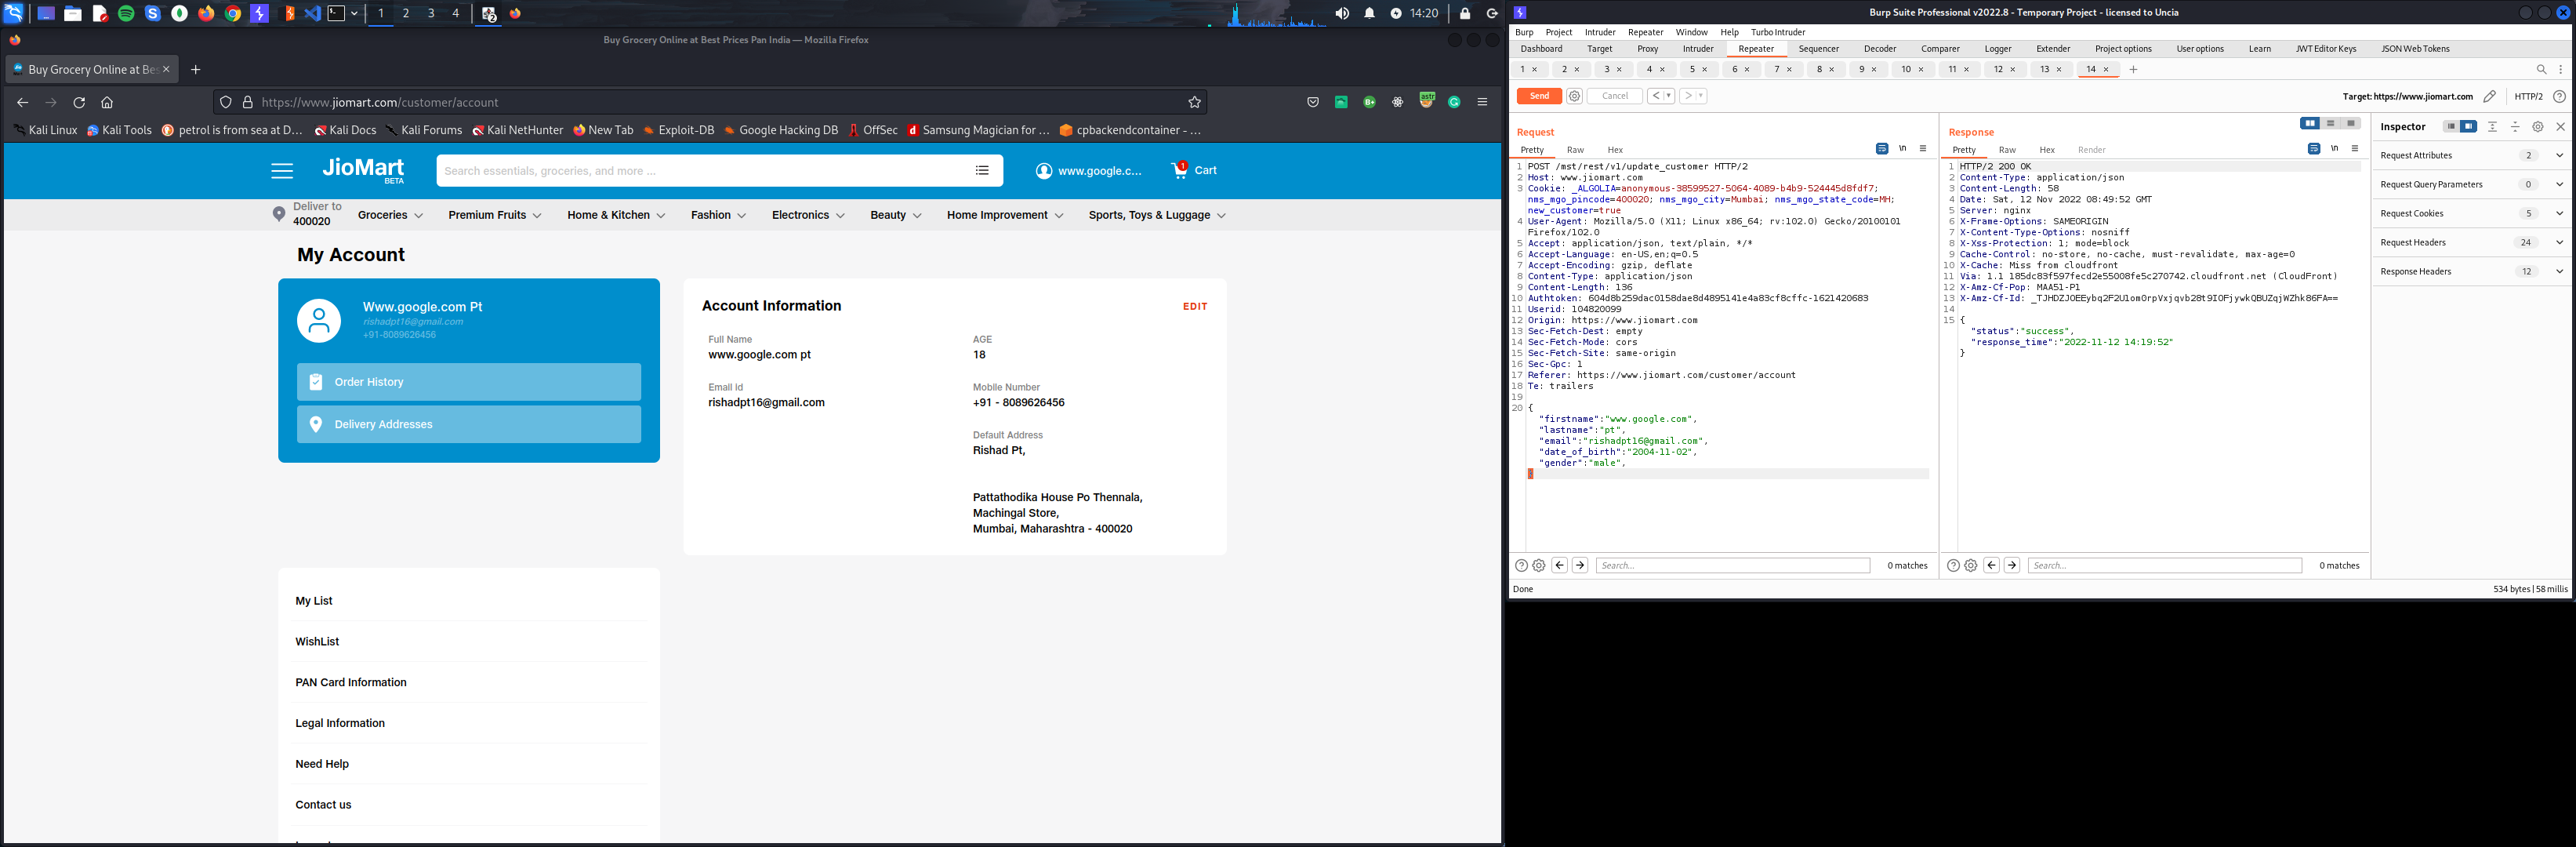 1 2 3 4 2 14:20
Buy Grocery Online at Best Prices Pan India — Mozilla Firefox
Buy Grocery Online at Be
https://www.jiomart.com/customer/account
Kali Linux Kali Tools petrol is from sea at D… Kali Docs Kali Forums Kali NetHunter New Tab Exploit-DB Google Hacking DB OffSec Samsung Magician for … cpbackendcontainer - …
JioMart
BETA
Search essentials, groceries, and more ...
www.google.c...
1
Cart
Deliver to
400020
Groceries Premium Fruits Home & Kitchen Fashion Electronics Beauty Home Improvement Sports, Toys & Luggage
My Account
Www.google.com Pt
rishadpt16@gmail.com
+91-8089626456
Order History
Delivery Addresses
Account Information
EDIT
Full Name
www.google.com pt
AGE
18
Email Id
rishadpt16@gmail.com
Mobile Number
+91 - 8089626456
Default Address
Rishad Pt,
Pattathodika House Po Thennala,
Machingal Store,
Mumbai, Maharashtra - 400020
My List
WishList
PAN Card Information
Legal Information
Need Help
Contact us
Burp Suite Professional v2022.8 - Temporary Project - licensed to Uncia
Burp Project Intruder Repeater Window Help Turbo Intruder
Dashboard Target Proxy Intruder Repeater Sequencer Decoder Comparer Logger Extender Project options User options Learn JWT Editor Keys JSON Web Tokens
1 × 2 × 3 × 4 × 5 × 6 × 7 × 8 × 9 × 10 × 11 × 12 × 13 × 14 × +
Send Cancel < >
Target: https://www.jiomart.com HTTP/2
Request
Pretty Raw Hex \n
1 POST /mst/rest/v1/update_customer HTTP/2
2 Host: www.jiomart.com
3 Cookie: _ALGOLIA=anonymous-38599527-5064-4089-b4b9-524445d8fdf7;
nms_mgo_pincode=400020; nms_mgo_city=Mumbai; nms_mgo_state_code=MH;
new_customer=true
4 User-Agent: Mozilla/5.0 (X11; Linux x86_64; rv:102.0) Gecko/20100101
Firefox/102.0
5 Accept: application/json, text/plain, */*
6 Accept-Language: en-US,en;q=0.5
7 Accept-Encoding: gzip, deflate
8 Content-Type: application/json
9 Content-Length: 136
10 Authtoken: 604d8b259dac0158dae8d4895141e4a83cf8cffc-1621420683
11 Userid: 104820099
12 Origin: https://www.jiomart.com
13 Sec-Fetch-Dest: empty
14 Sec-Fetch-Mode: cors
15 Sec-Fetch-Site: same-origin
16 Sec-Gpc: 1
17 Referer: https://www.jiomart.com/customer/account
18 Te: trailers
19
20 {
"firstname":"www.google.com",
"lastname":"pt",
"email":"rishadpt16@gmail.com",
"date_of_birth":"2004-11-02",
"gender":"male",
Search...
0 matches
Response
Pretty Raw Hex Render \n
1 HTTP/2 200 OK
2 Content-Type: application/json
3 Content-Length: 58
4 Date: Sat, 12 Nov 2022 08:49:52 GMT
5 Server: nginx
6 X-Frame-Options: SAMEORIGIN
7 X-Content-Type-Options: nosniff
8 X-Xss-Protection: 1; mode=block
9 Cache-Control: no-store, no-cache, must-revalidate, max-age=0
10 X-Cache: Miss from cloudfront
11 Via: 1.1 185dc83f597fecd2e55008fe5c270742.cloudfront.net (CloudFront)
12 X-Amz-Cf-Pop: MAA51-P1
13 X-Amz-Cf-Id: _TJHDZJOEEybq2F2U1omOrpVxjqvb28t9IOFjywkQBUZqjWZhk86FA==
14
15 {
"status":"success",
"response_time":"2022-11-12 14:19:52"
}
Search...
0 matches
Inspector
Request Attributes 2
Request Query Parameters 0
Request Cookies 5
Request Headers 24
Response Headers 12
Done
534 bytes | 58 millis